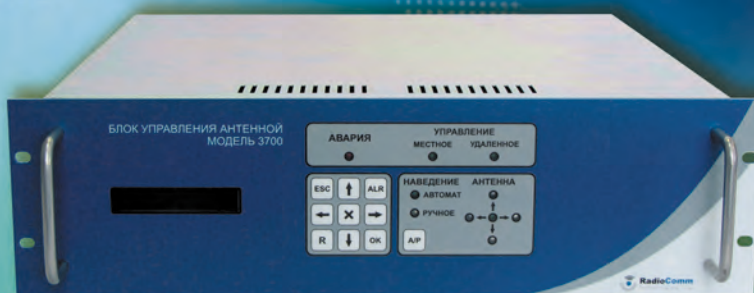 БЛОК УПРАВЛЕНИЯ АНТЕННОЙ
МОДЕЛЬ 3700
АВАРИЯ
УПРАВЛЕНИЕ
МЕСТНОЕ УДАЛЕННОЕ
ESC ALR
R OK
НАВЕДЕНИЕ АНТЕННА
АВТОМАТ
РУЧНОЕ
A/P
RadioComm